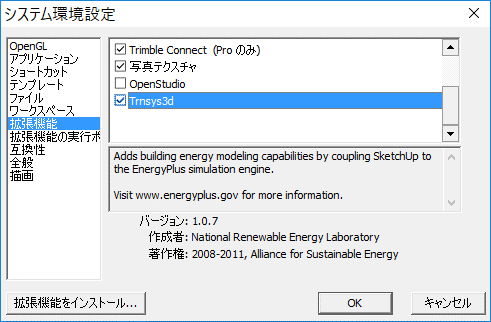 システム環境設定
OpenGL
アプリケーション
ショートカット
テンプレート
ファイル
ワークスペース
拡張機能
拡張機能の実行ポ
互換性
全般
描画
Trimble Connect (Pro のみ)
写真テクスチャ
OpenStudio
Trnsys3d
Adds building energy modeling capabilities by coupling SketchUp to
the EnergyPlus simulation engine.
Visit www.energyplus.gov for more information.
バージョン: 1.0.7
作成者: National Renewable Energy Laboratory
著作権: 2008-2011, Alliance for Sustainable Energy
拡張機能をインストール...
OK
キャンセル